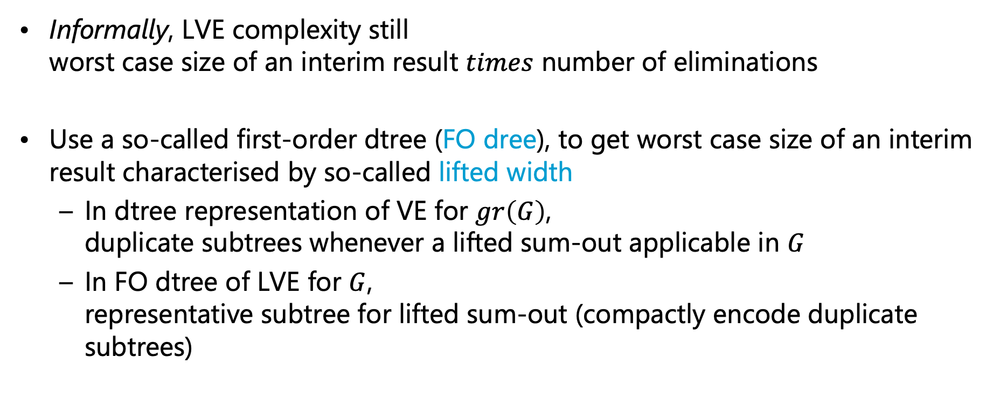 • Informally, LVE complexity still
worst case size of an interim result times number of eliminations
• Use a so-called first-order dtree (FO dree), to get worst case size of an interim
result characterised by so-called lifted width
– In dtree representation of VE for gr(G),
duplicate subtrees whenever a lifted sum-out applicable in G
– In FO dtree of LVE for G,
representative subtree for lifted sum-out (compactly encode duplicate
subtrees)